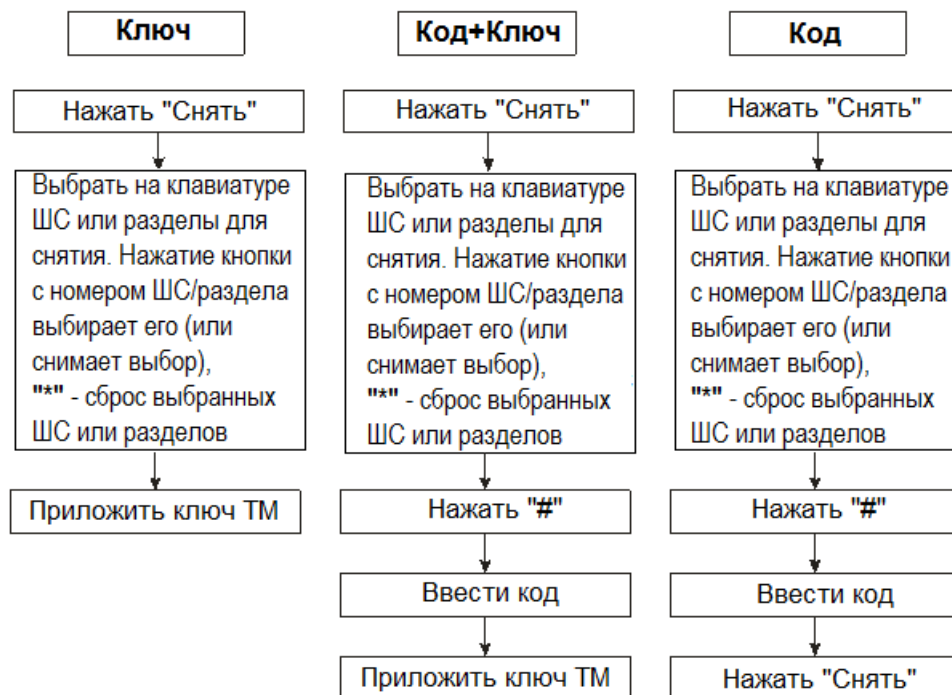 Ключ
Нажать "Снять"
Выбрать на клавиатуре
ШС или разделы для
снятия. Нажатие кнопки
с номером ШС/раздела
выбирает его (или
снимает выбор),
"*" - сброс выбранных
ШС или разделов
Приложить ключ ТМ
Код+Ключ
Нажать "Снять"
Выбрать на клавиатуре
ШС или разделы для
снятия. Нажатие кнопки
с номером ШС/раздела
выбирает его (или
снимает выбор),
"*" - сброс выбранных
ШС или разделов
Нажать "#"
Ввести код
Приложить ключ ТМ
Код
Нажать "Снять"
Выбрать на клавиатуре
ШС или разделы для
снятия. Нажатие кнопки
с номером ШС/раздела
выбирает его (или
снимает выбор),
"*" - сброс выбранных
ШС или разделов
Нажать "#"
Ввести код
Нажать "Снять"